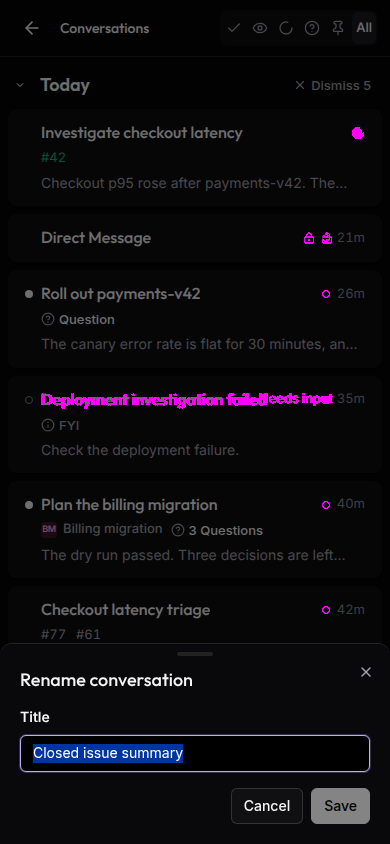 Conversations
All
Today
Dismiss 5
Investigate checkout latency
#42
Checkout p95 rose after payments-v42. The...
Direct Message 21m
Roll out payments-v42 26m
Question
The canary error rate is flat for 30 minutes, an...
Deployment investigation failed 35m
FYI
Check the deployment failure.
Plan the billing migration 40m
BM Billing migration 3 Questions
The dry run passed. Three decisions are left...
Checkout latency triage 42m
#77 #61
Rename conversation
Title
Closed issue summary
Cancel Save